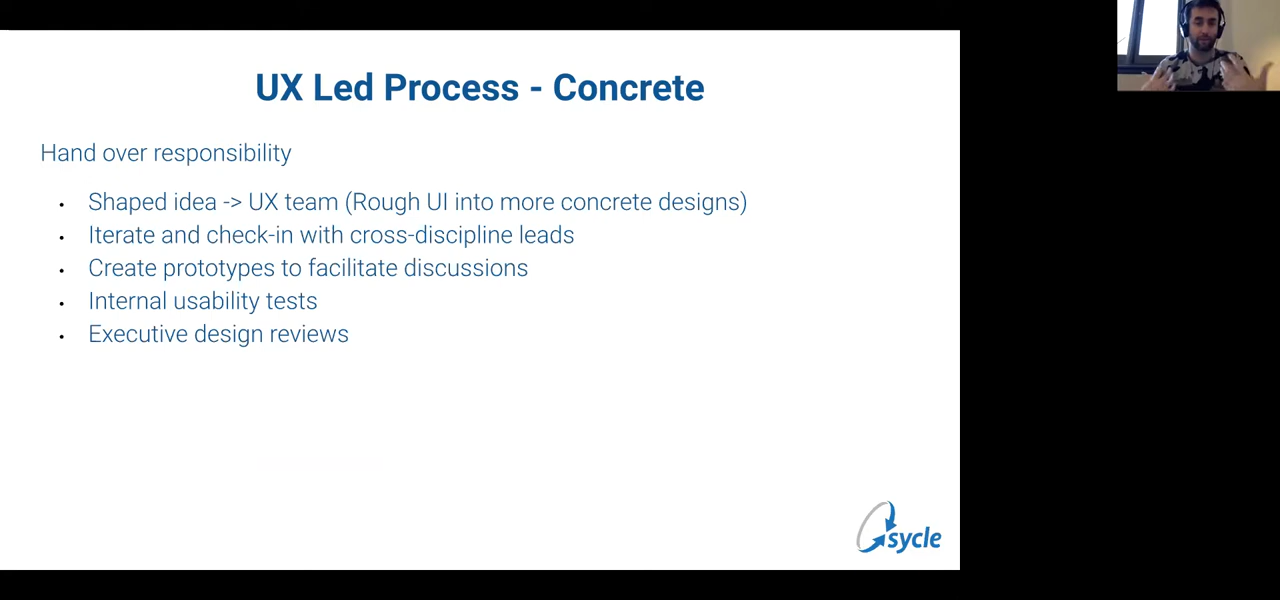 UX Led Process - Concrete
Hand over responsibility
• Shaped idea -> UX team (Rough UI into more concrete designs)
• Iterate and check-in with cross-discipline leads
• Create prototypes to facilitate discussions
• Internal usability tests
• Executive design reviews
sycle